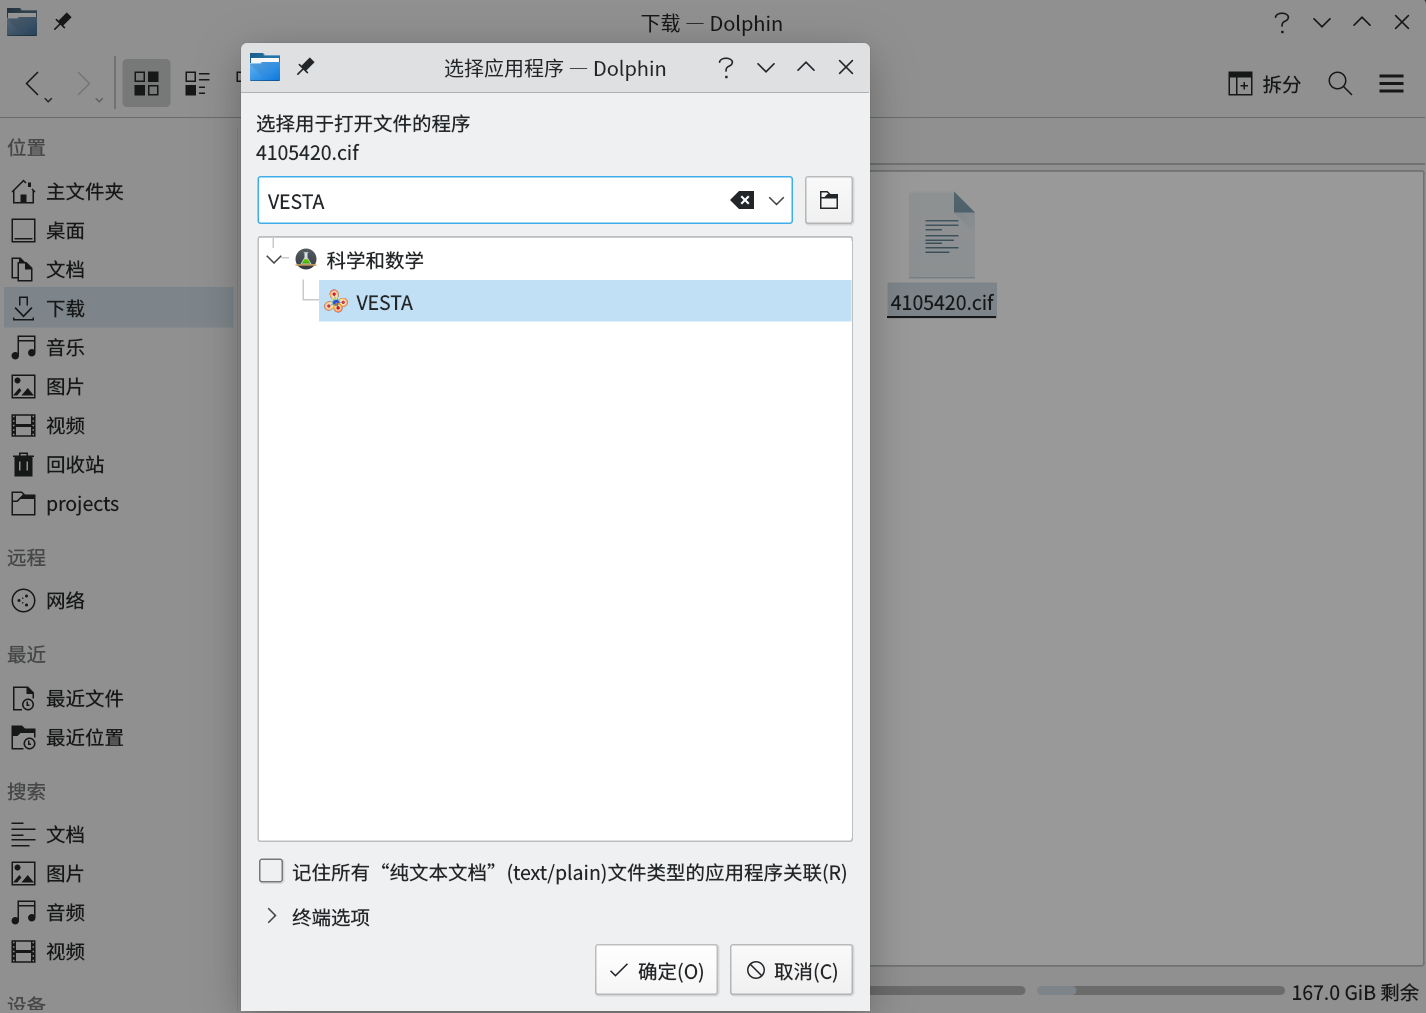 下载 — Dolphin
拆分
位置
主文件夹
桌面
文档
下载
音乐
图片
视频
回收站
projects
远程
网络
最近
最近文件
最近位置
搜索
文档
图片
音频
视频
设备
选择应用程序 — Dolphin
选择用于打开文件的程序
4105420.cif
VESTA
科学和数学
VESTA
记住所有“纯文本文档”(text/plain)文件类型的应用程序关联(R)
终端选项
确定(O)
取消(C)
4105420.cif
167.0 GiB 剩余